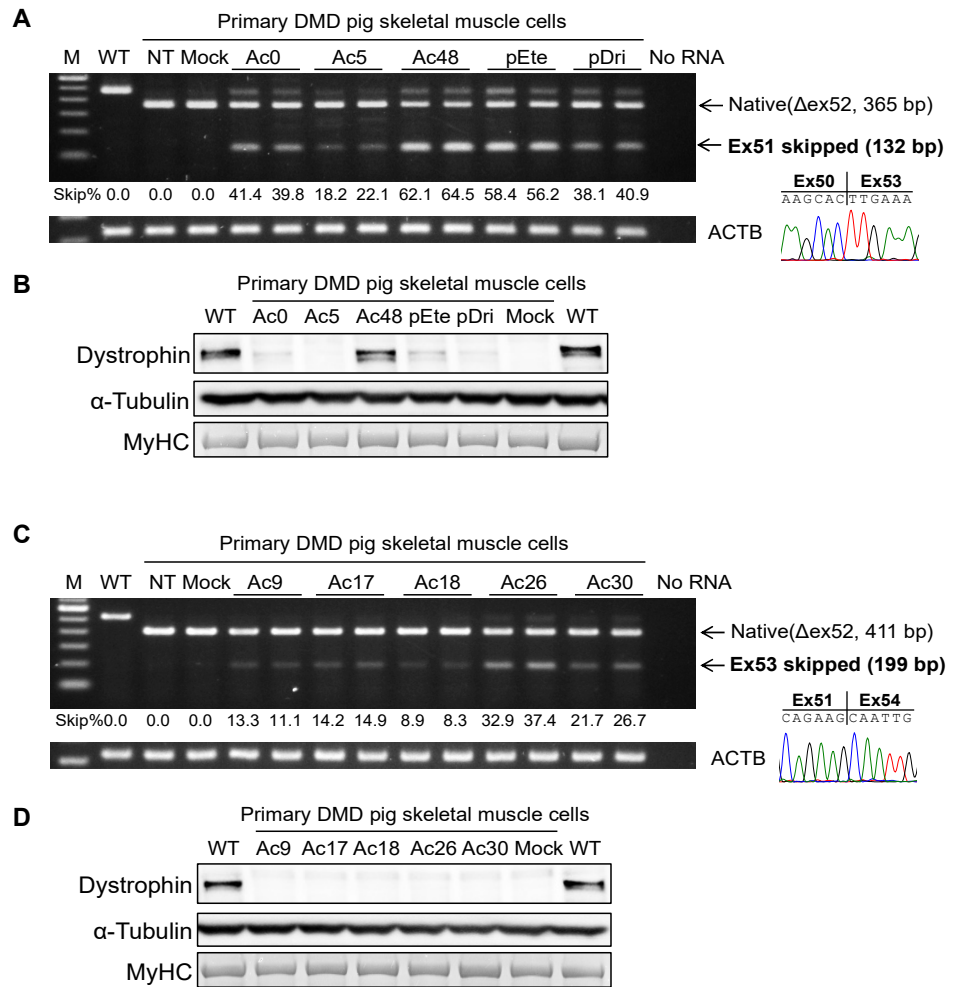 A
Primary DMD pig skeletal muscle cells
M WT NT Mock Ac0 Ac5 Ac48 pEte pDri No RNA
Native(Δex52, 365 bp)
Ex51 skipped (132 bp)
Skip% 0.0 0.0 0.0 41.4 39.8 18.2 22.1 62.1 64.5 58.4 56.2 38.1 40.9
Ex50 Ex53
AAGCACTTGAAA
ACTB
B
Primary DMD pig skeletal muscle cells
WT Ac0 Ac5 Ac48 pEte pDri Mock WT
Dystrophin
α-Tubulin
MyHC
C
Primary DMD pig skeletal muscle cells
M WT NT Mock Ac9 Ac17 Ac18 Ac26 Ac30 No RNA
Native(Δex52, 411 bp)
Ex53 skipped (199 bp)
Skip%0.0 0.0 0.0 13.3 11.1 14.2 14.9 8.9 8.3 32.9 37.4 21.7 26.7
Ex51 Ex54
CAGAAGCAATTG
ACTB
D
Primary DMD pig skeletal muscle cells
WT Ac9 Ac17 Ac18 Ac26 Ac30 Mock WT
Dystrophin
α-Tubulin
MyHC